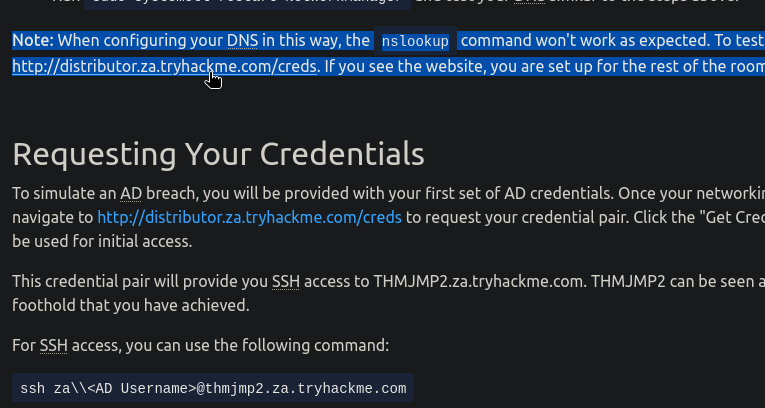 Note: When configuring your DNS in this way, the nslookup command won't work as expected. To test
http://distributor.za.tryhackme.com/creds. If you see the website, you are set up for the rest of the room
Requesting Your Credentials
To simulate an AD breach, you will be provided with your first set of AD credentials. Once your
navigate to http://distributor.za.tryhackme.com/creds to request your credential pair. Click the "Get
be used for initial access.
This credential pair will provide you SSH access to THMJMP2.za.tryhackme.com. THMJMP2 can be seen a
foothold that you have achieved.
For SSH access, you can use the following command:
ssh za\\<AD Username>@thmjmp2.za.tryhackme.com